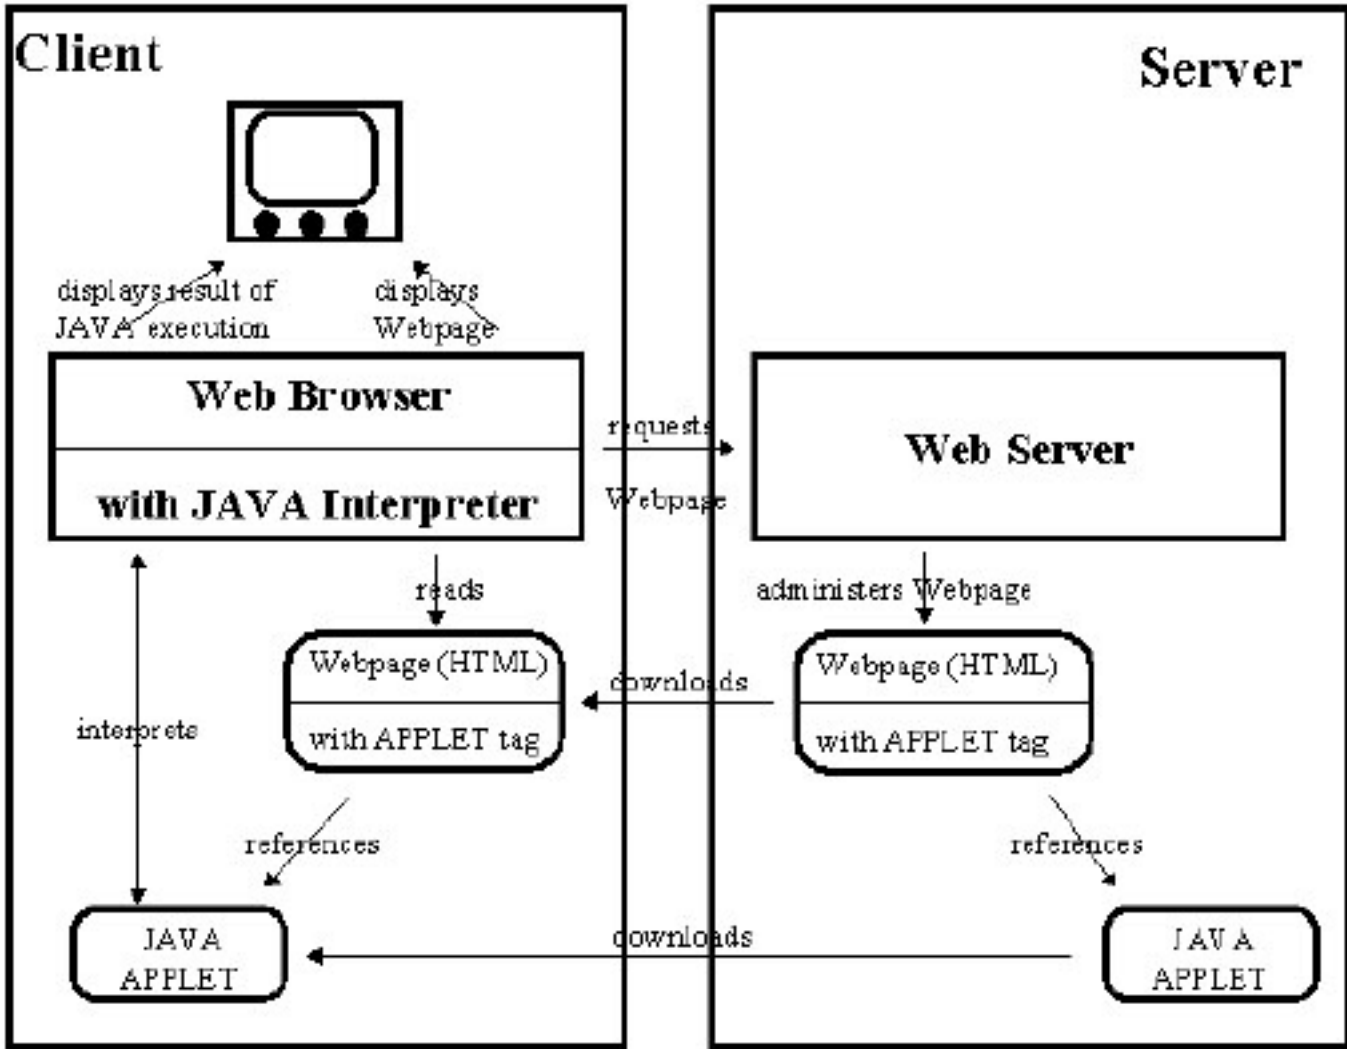 Client
Server
displays result of
JAVA execution
displays
Webpage
Web Browser
with JAVA Interpreter
requests
Webpage
Web Server
reads
administers Webpage
Webpage (HTML)
with APPLET tag
downloads
Webpage (HTML)
with APPLET tag
interprets
references
references
JAVA
APPLET
downloads
JAVA
APPLET